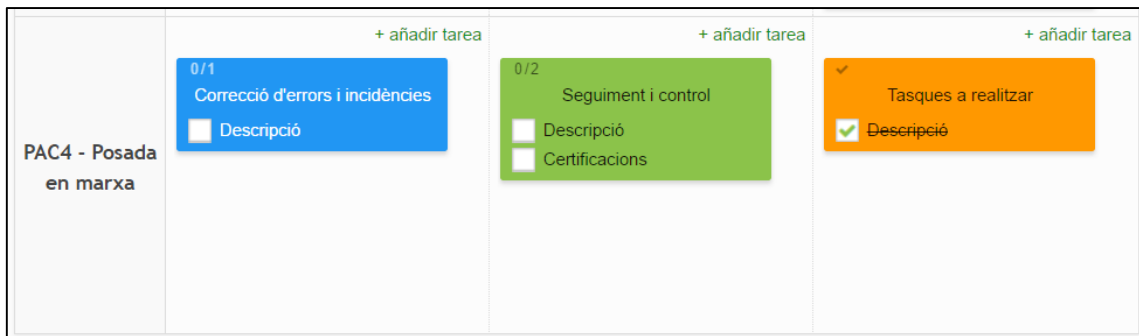 PAC4 - Posada
en marxa
+ añadir tarea
0/1
Correcció d'errors i incidències
Descripció
+ añadir tarea
0/2
Seguiment i control
Descripció
Certificacions
+ añadir tarea
Tasques a realitzar
Descripció